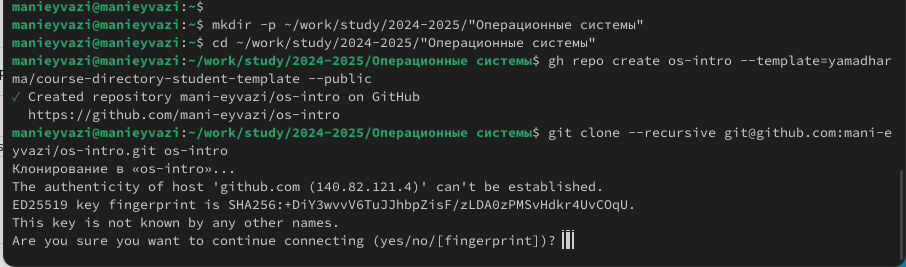 manieyvazi@manieyvazi:~$
manieyvazi@manieyvazi:~$ mkdir -p ~/work/study/2024-2025/"Операционные системы"
manieyvazi@manieyvazi:~$ cd ~/work/study/2024-2025/"Операционные системы"
manieyvazi@manieyvazi:~/work/study/2024-2025/Операционные системы$ gh repo create os-intro --template=yamadhar
ma/course-directory-student-template --public
✓ Created repository mani-eyvazi/os-intro on GitHub
https://github.com/mani-eyvazi/os-intro
manieyvazi@manieyvazi:~/work/study/2024-2025/Операционные системы$ git clone --recursive git@github.com:mani-e
yvazi/os-intro.git os-intro
Клонирование в «os-intro»...
The authenticity of host 'github.com (140.82.121.4)' can't be established.
ED25519 key fingerprint is SHA256:+DiY3wvvV6TuJJhbpZisF/zLDA0zPMSvHdkr4UvCOqU.
This key is not known by any other names.
Are you sure you want to continue connecting (yes/no/[fingerprint])?